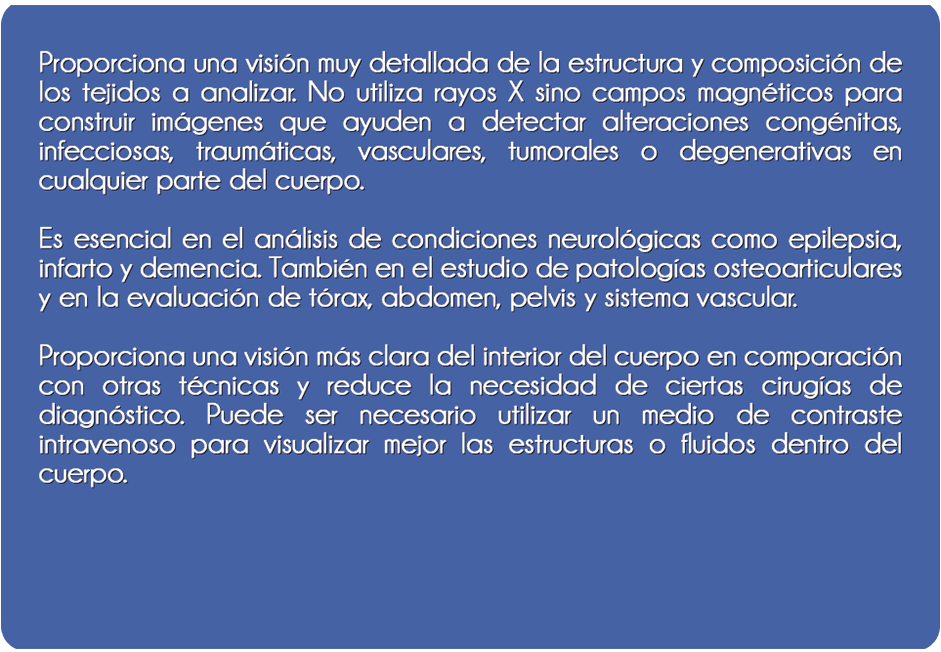 Proporciona una visión muy detallada de la estructura y composición de
los tejidos a analizar. No utiliza rayos X sino campos magnéticos para
construir imágenes que ayuden a detectar alteraciones congénitas,
infecciosas, traumáticas, vasculares, tumorales o degenerativas en
cualquier parte del cuerpo.
Es esencial en el análisis de condiciones neurológicas como epilepsia,
infarto y demencia. También en el estudio de patologías osteoarticulares
y en la evaluación de tórax, abdomen, pelvis y sistema vascular.
Proporciona una visión más clara del interior del cuerpo en comparación
con otras técnicas y reduce la necesidad de ciertas cirugías de
diagnóstico. Puede ser necesario utilizar un medio de contraste
intravenoso para visualizar mejor las estructuras o fluidos dentro del
cuerpo.